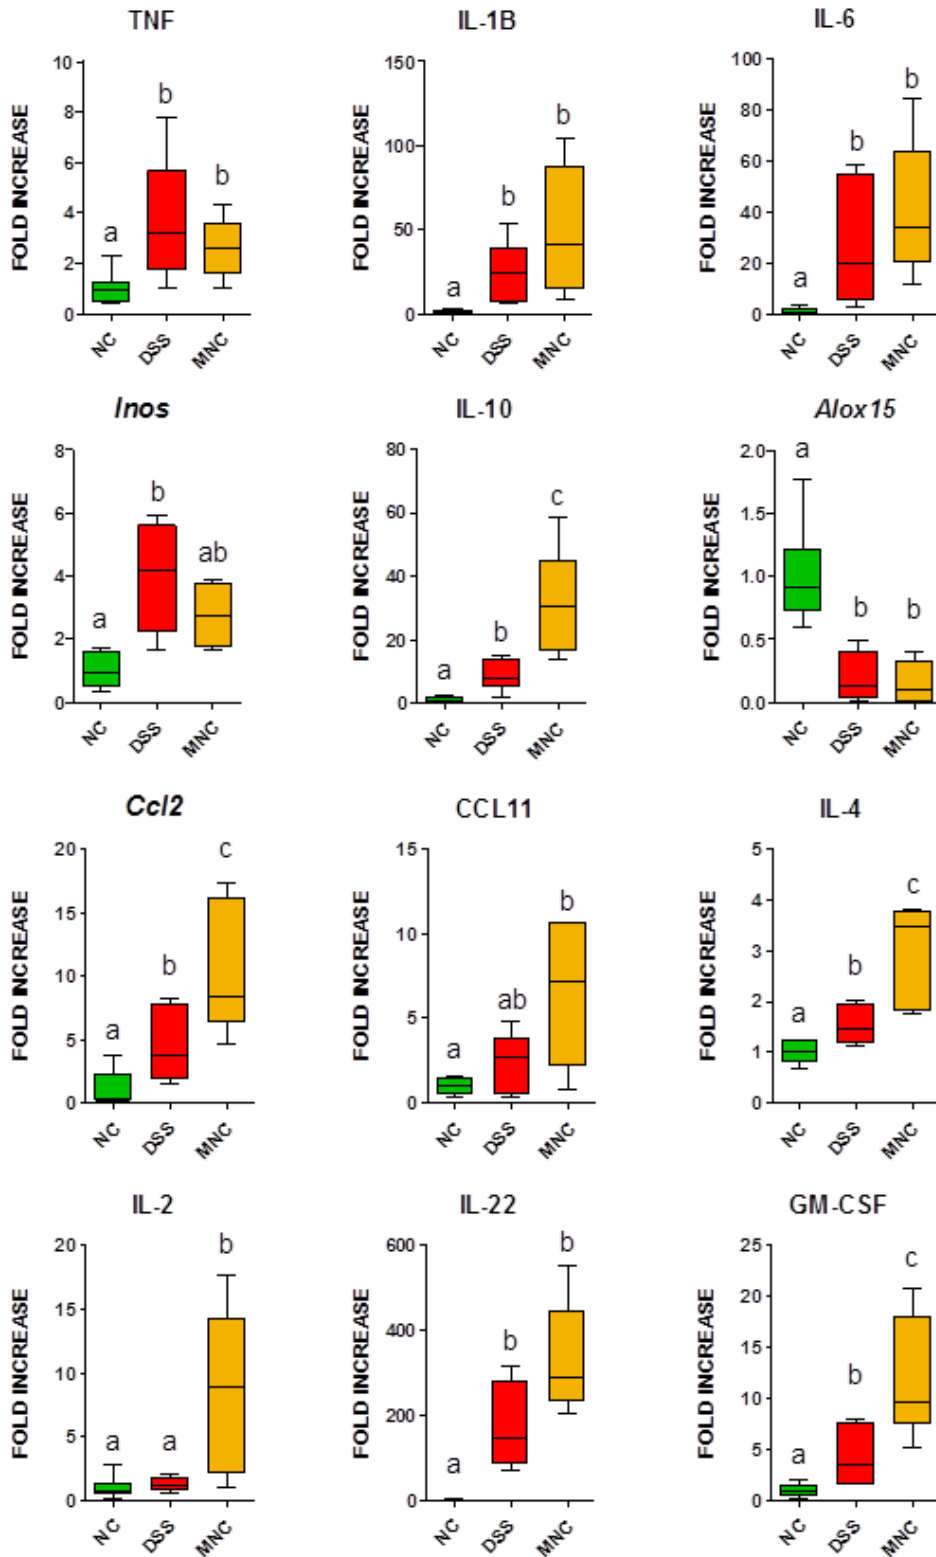 TNF
IL-1B
IL-6
FOLD INCREASE
10
8
6
4
2
0
a
b
b
NC
DSS
MNC
FOLD INCREASE
150
100
50
0
a
b
b
NC
DSS
MNC
FOLD INCREASE
100
80
60
40
20
0
a
b
b
NC
DSS
MNC
Inos
IL-10
Alox15
FOLD INCREASE
8
6
4
2
0
a
b
ab
NC
DSS
MNC
FOLD INCREASE
80
60
40
20
0
a
b
c
NC
DSS
MNC
FOLD INCREASE
2.0
1.5
1.0
0.5
0.0
a
b
b
NC
DSS
MNC
Ccl2
CCL11
IL-4
FOLD INCREASE
20
15
10
5
0
a
b
c
NC
DSS
MNC
FOLD INCREASE
15
10
5
0
a
ab
b
NC
DSS
MNC
FOLD INCREASE
5
4
3
2
1
0
a
b
c
NC
DSS
MNC
IL-2
IL-22
GM-CSF
FOLD INCREASE
20
15
10
5
0
a
a
b
NC
DSS
MNC
FOLD INCREASE
600
400
200
0
a
b
b
NC
DSS
MNC
FOLD INCREASE
25
20
15
10
5
0
a
b
c
NC
DSS
MNC